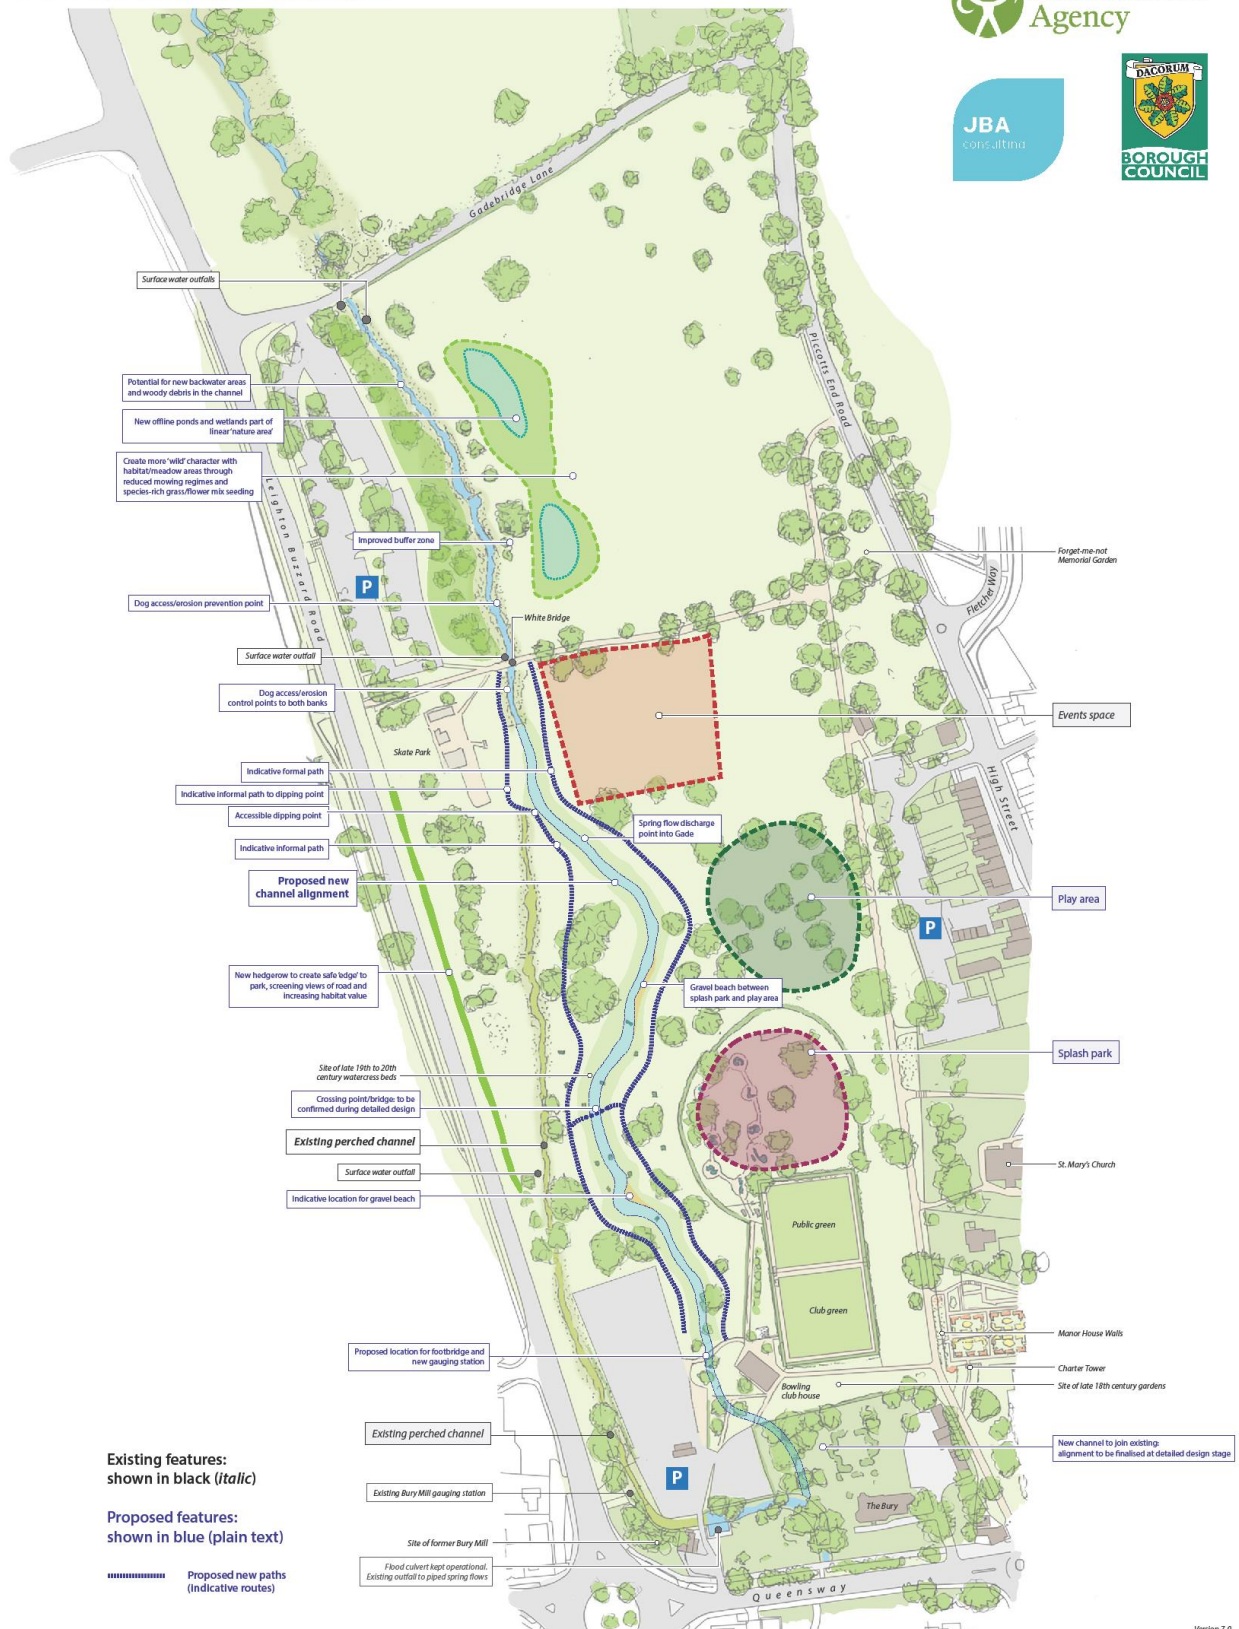 Agency
JBA
consulting
DACORUM
BOROUGH
COUNCIL
Gadebridge Lane
Surface water outfalls
Piccotts End Road
Potential for new backwater areas
and woody debris in the channel
New offline ponds and wetlands part of
linear 'nature area'
Create more 'wild' character with
habitat/meadow areas through
reduced mowing regimes and
species-rich grass/flower mix seeding
Leighton Buzzard Road
Improved buffer zone
Forget-me-not
Memorial Garden
Fletcher Way
P
Dog access/erosion prevention point
White Bridge
Surface water outfall
Dog access/erosion
control points to both banks
Events space
Skate Park
High Street
Indicative formal path
Indicative informal path to dipping point
Accessible dipping point
Spring flow discharge
point into Gade
Indicative informal path
Proposed new
channel alignment
Play area
P
New hedgerow to create safe 'edge' to
park, screening views of road and
increasing habitat value
Gravel beach between
splash park and play area
Splash park
Site of late 19th to 20th
century watercress beds
Crossing point/bridge: to be
confirmed during detailed design
Existing perched channel
Surface water outfall
St. Mary's Church
Indicative location for gravel beach
Public green
Club green
Manor House Walls
Proposed location for footbridge and
new gauging station
Charter Tower
Bowling
club house
Site of late 18th century gardens
Existing perched channel
New channel to join existing:
alignment to be finalised at detailed design stage
Existing features:
shown in black (italic)
P
Existing Bury Mill gauging station
The Bury
Proposed features:
shown in blue (plain text)
Site of former Bury Mill
Flood culvert kept operational.
Existing outfall to piped spring flows
Proposed new paths
(Indicative routes)
Queensway